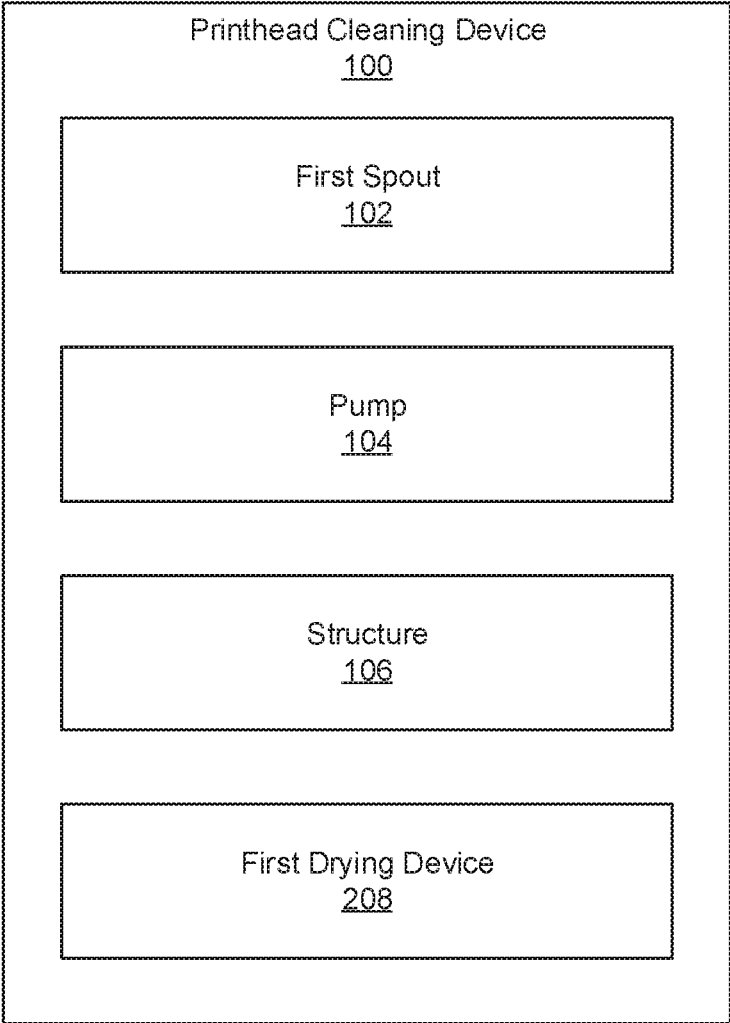 Printhead Cleaning Device
100
First Spout
102
Pump
104
Structure
106
First Drying Device
208